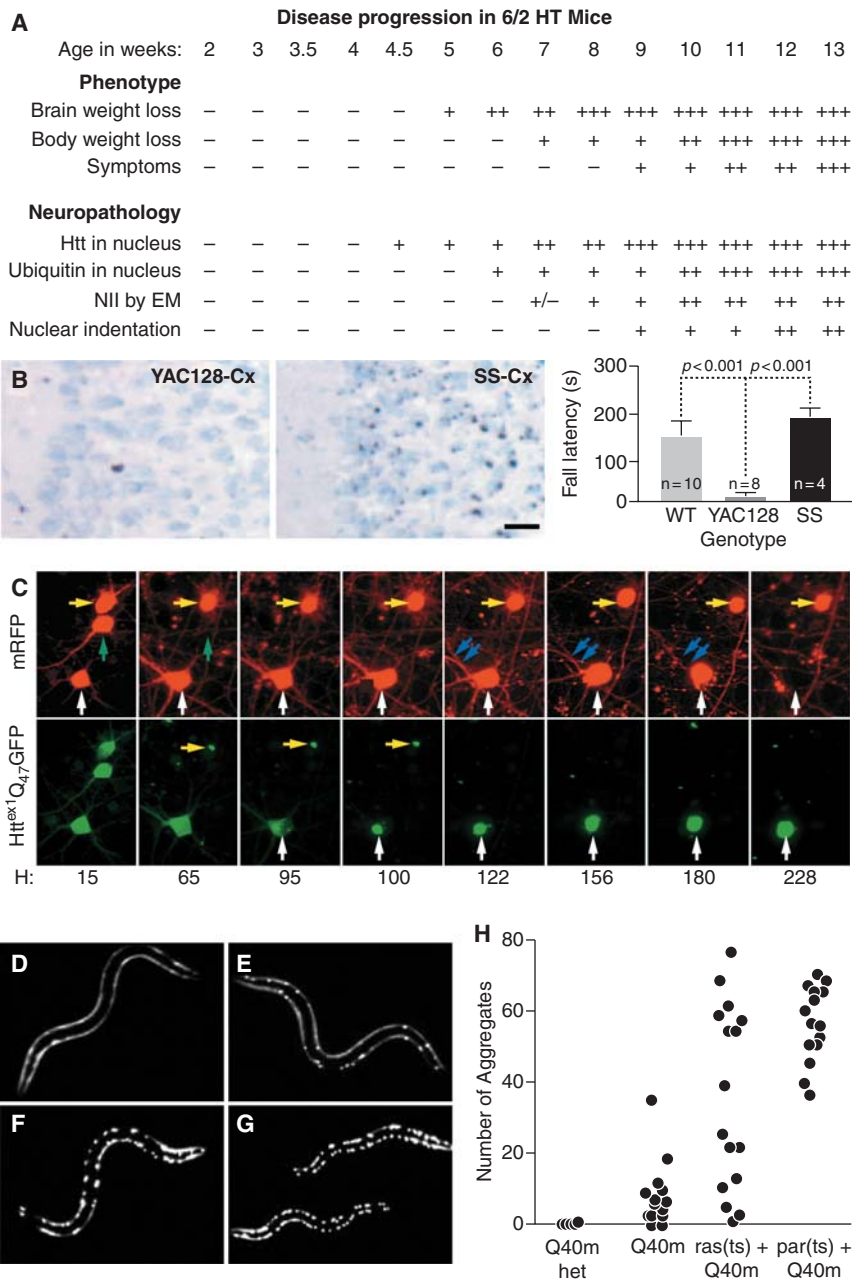 A
Disease progression in 6/2 HT Mice
Age in weeks: 2 3 3.5 4 4.5 5 6 7 8 9 10 11 12 13
Phenotype
Brain weight loss – – – – – + ++ ++ +++ +++ +++ +++ +++ +++
Body weight loss – – – – – – – + + + ++ +++ +++ +++
Symptoms – – – – – – – – – + + ++ ++ +++
Neuropathology
Htt in nucleus – – – – + + + ++ ++ +++ +++ +++ +++ +++
Ubiquitin in nucleus – – – – – – + + + + ++ +++ +++ +++
NII by EM – – – – – – – +/– + + ++ ++ ++ ++
Nuclear indentation – – – – – – – – – + + + ++ ++
B
YAC128-Cx
SS-Cx
Fall latency (s)
300
200
100
0
p<0.001 p<0.001
n=10 n=8 n=4
WT YAC128 SS
Genotype
C
mRFP
Htt^ex1Q₄₇GFP
H: 15 65 95 100 122 156 180 228
D
E
F
G
H
Number of Aggregates
80
60
40
20
0
Q40m het
Q40m
ras(ts) + Q40m
par(ts) + Q40m